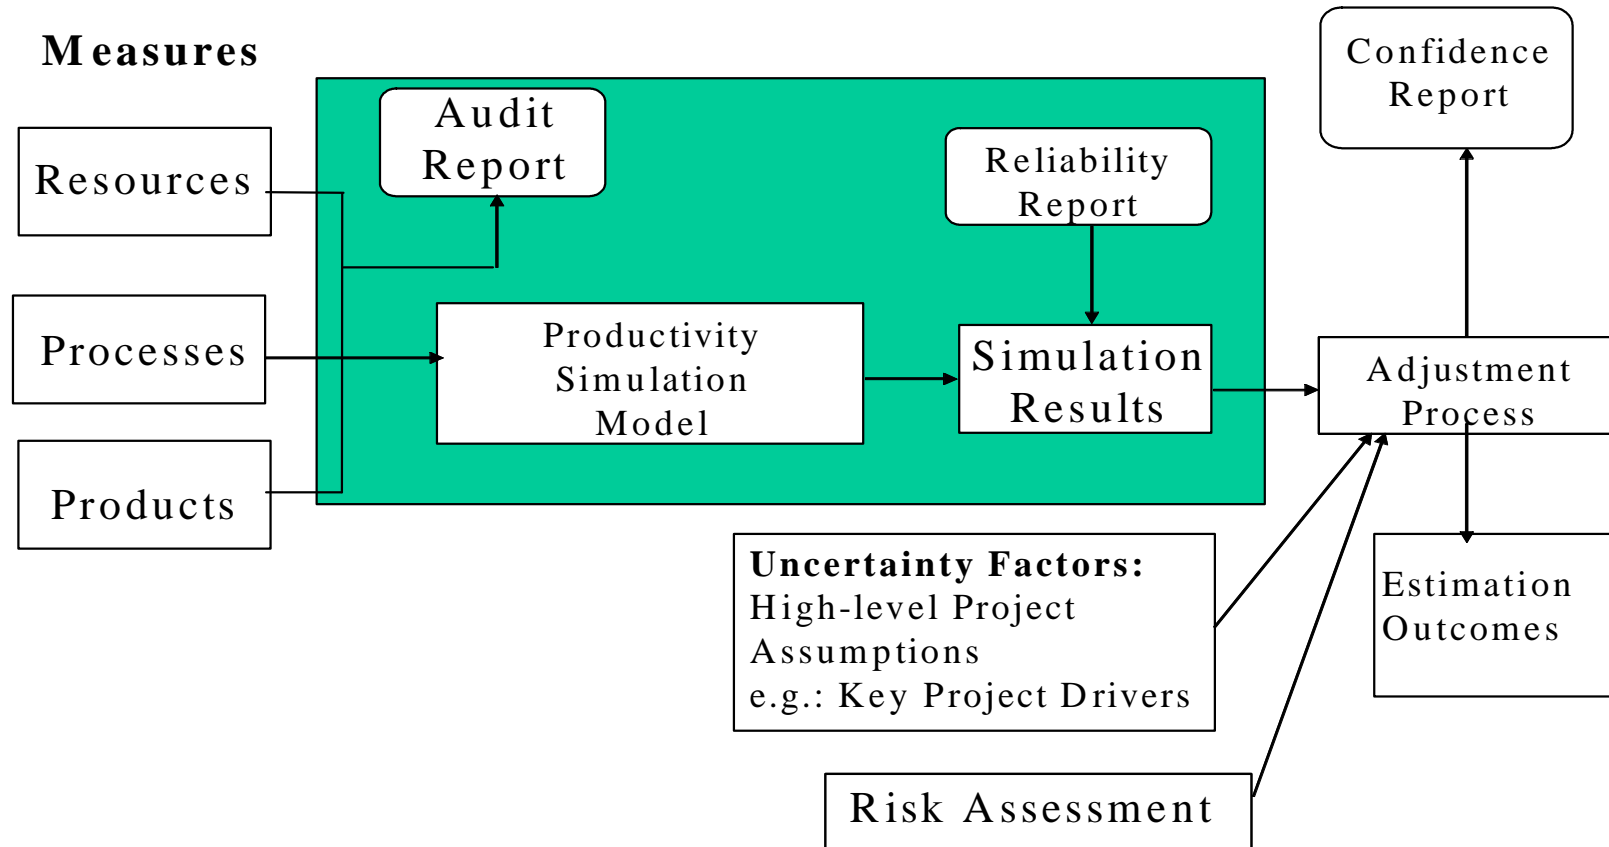 Measures
Resources
Processes
Products
Audit
Report
Productivity
Simulation
Model
Reliability
Report
Simulation
Results
Confidence
Report
Adjustment
Process
Estimation
Outcomes
Uncertainty Factors:
High-level Project
Assumptions
e.g.: Key Project Drivers
Risk Assessment